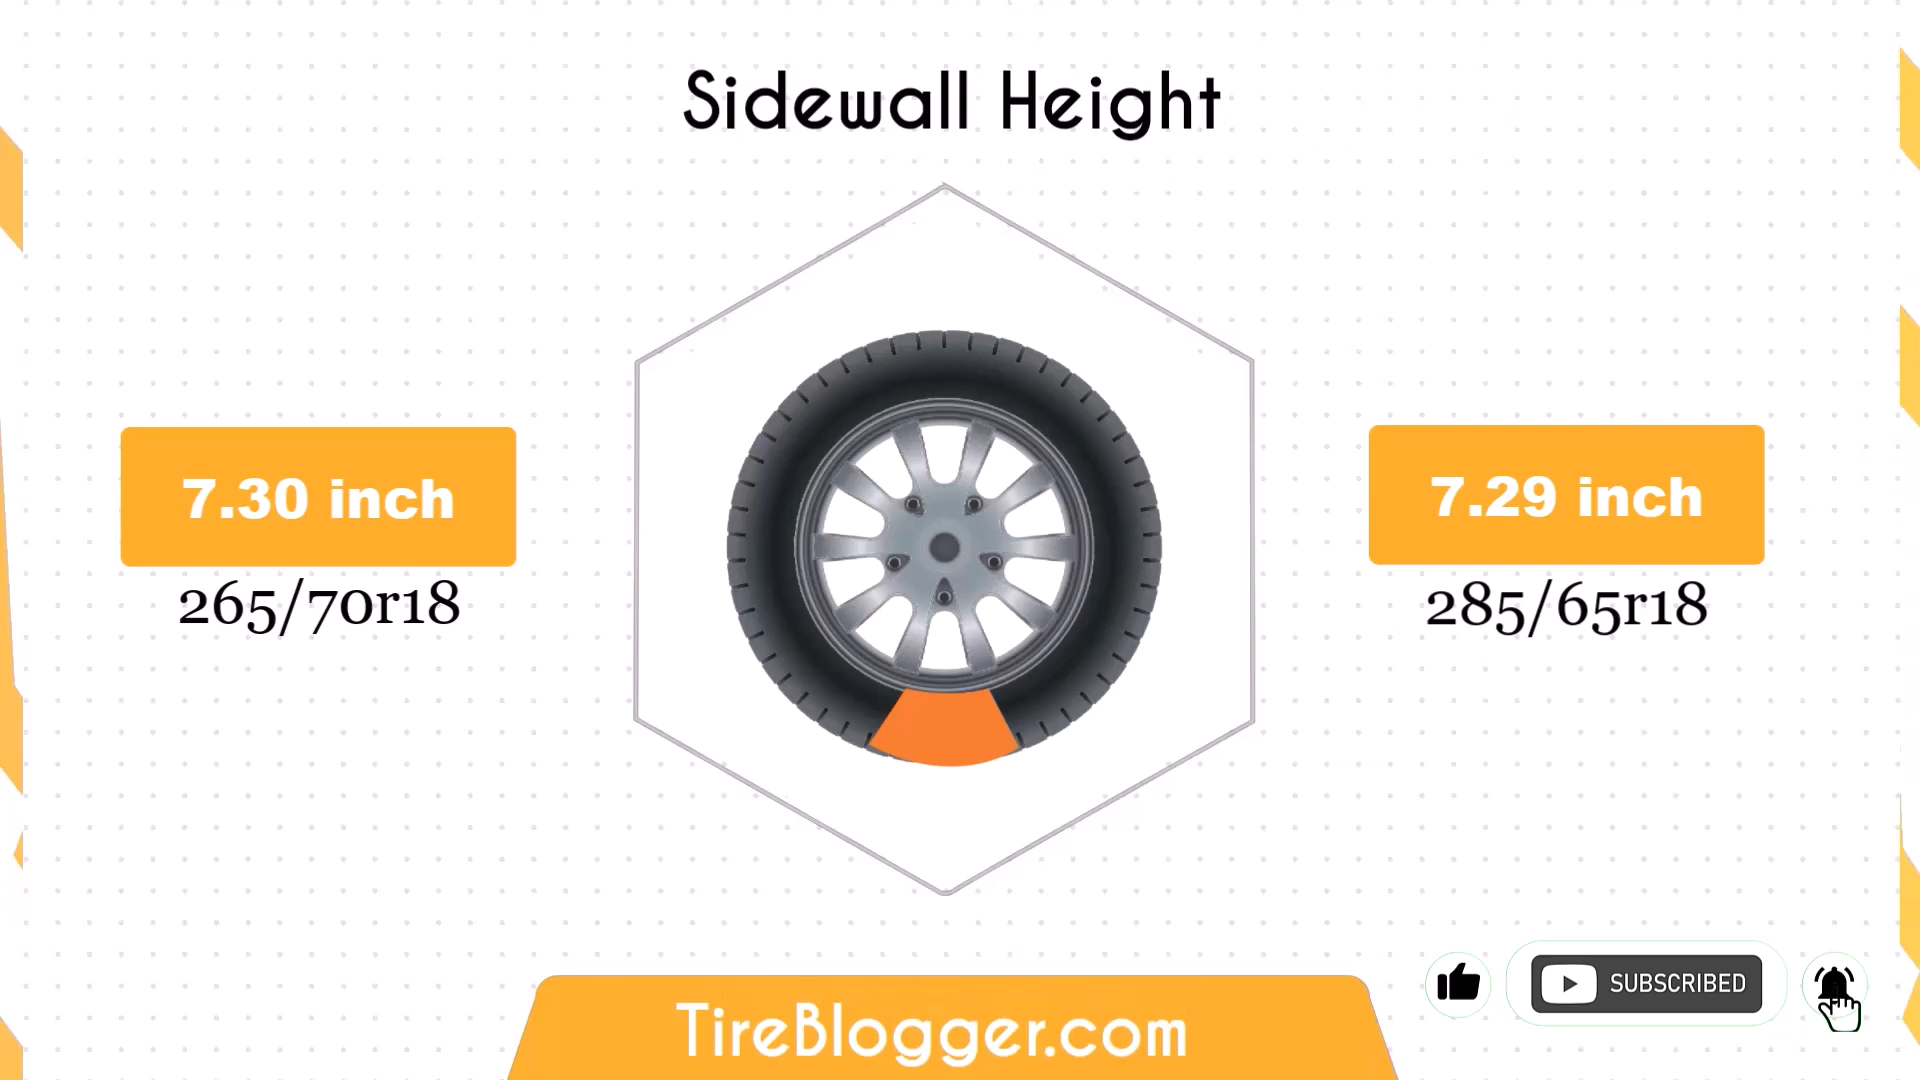 Sidewall Height
7.30 inch
265/70r18
7.29 inch
285/65r18
SUBSCRIBED
TireBlogger.com